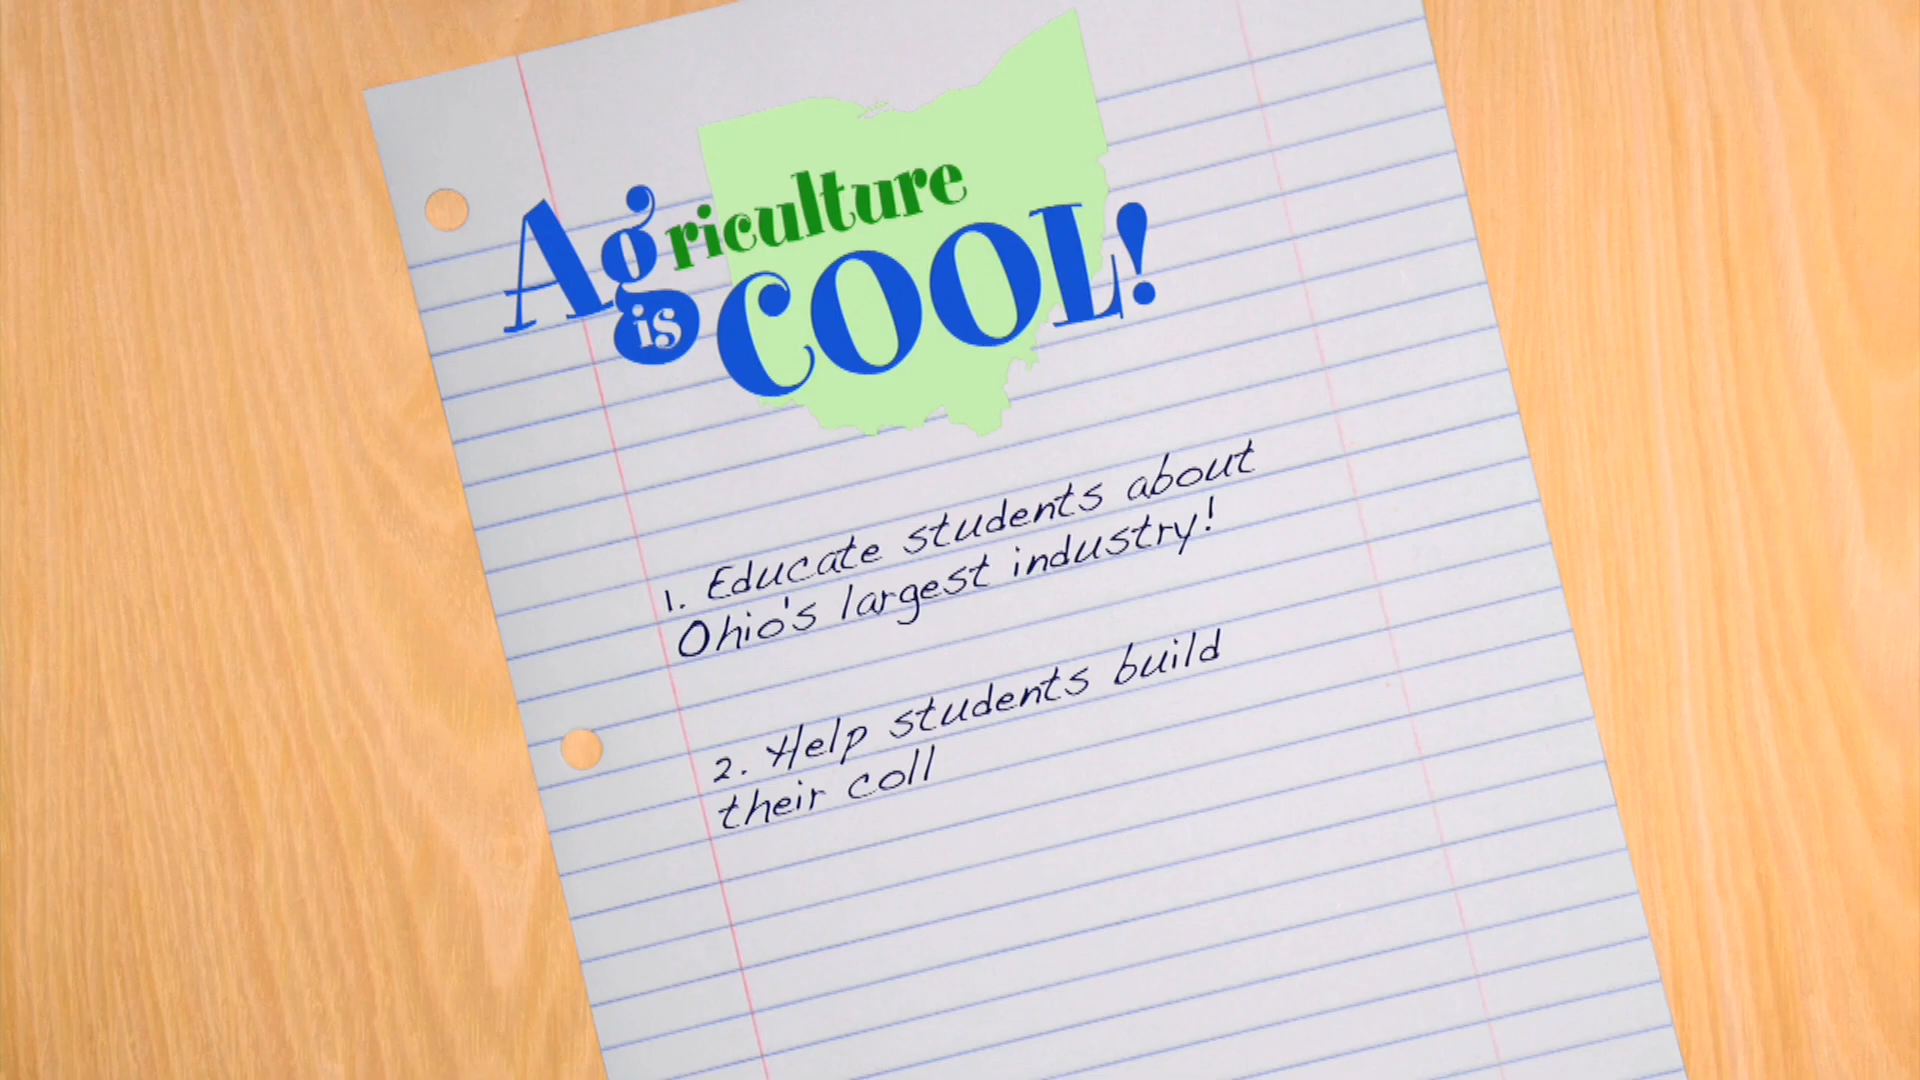 Agriculture
is COOL!
1. Educate students about
Ohio's largest industry!
2. Help students build
their coll